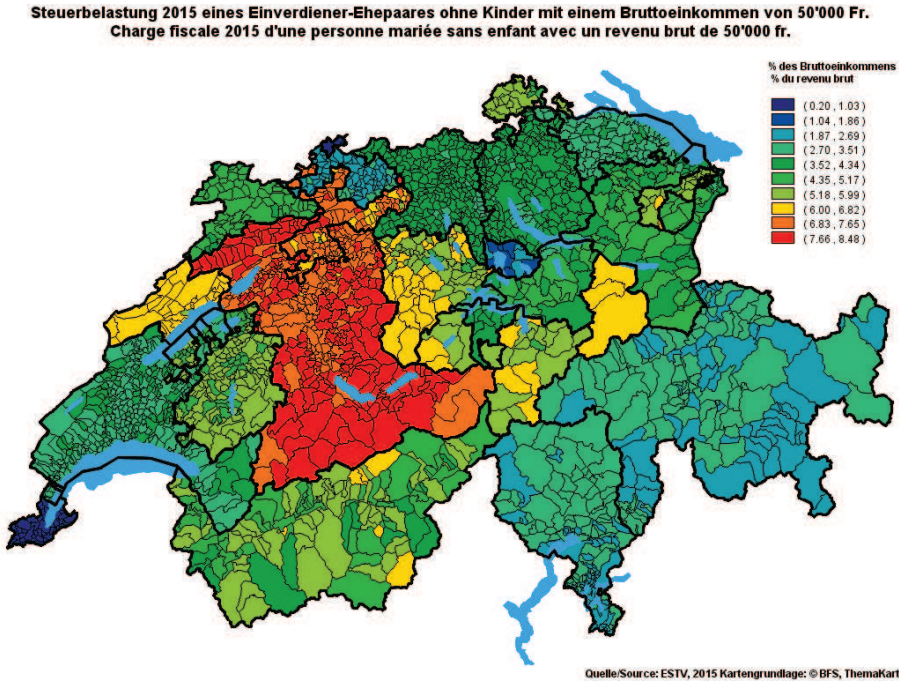 Steuerbelastung 2015 eines Einverdiener-Ehepaares ohne Kinder mit einem Bruttoeinkommen von 50'000 Fr.
Charge fiscale 2015 d'une personne mariée sans enfant avec un revenu brut de 50'000 fr.
% des Bruttoeinkommens
% du revenu brut
( 0.20 , 1.03 )
( 1.04 , 1.86 )
( 1.87 , 2.69 )
( 2.70 , 3.51 )
( 3.52 , 4.34 )
( 4.35 , 5.17 )
( 5.18 , 5.99 )
( 6.00 , 6.82 )
( 6.83 , 7.65 )
( 7.66 , 8.48 )
Quelle/Source: ESTV, 2015 Kartengrundlage: © BFS, ThemaKart